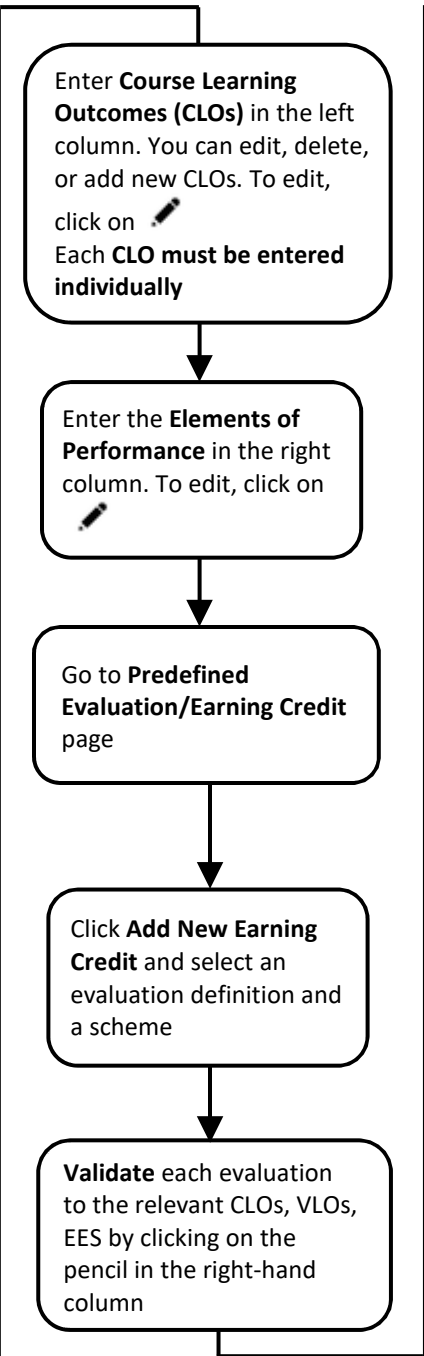 Enter Course Learning
Outcomes (CLOs) in the left
column. You can edit, delete,
or add new CLOs. To edit,
click on
Each CLO must be entered
individually
Enter the Elements of
Performance in the right
column. To edit, click on
Go to Predefined
Evaluation/Earning Credit
page
Click Add New Earning
Credit and select an
evaluation definition and
a scheme
Validate each evaluation
to the relevant CLOs, VLOs,
EES by clicking on the
pencil in the right-hand
column